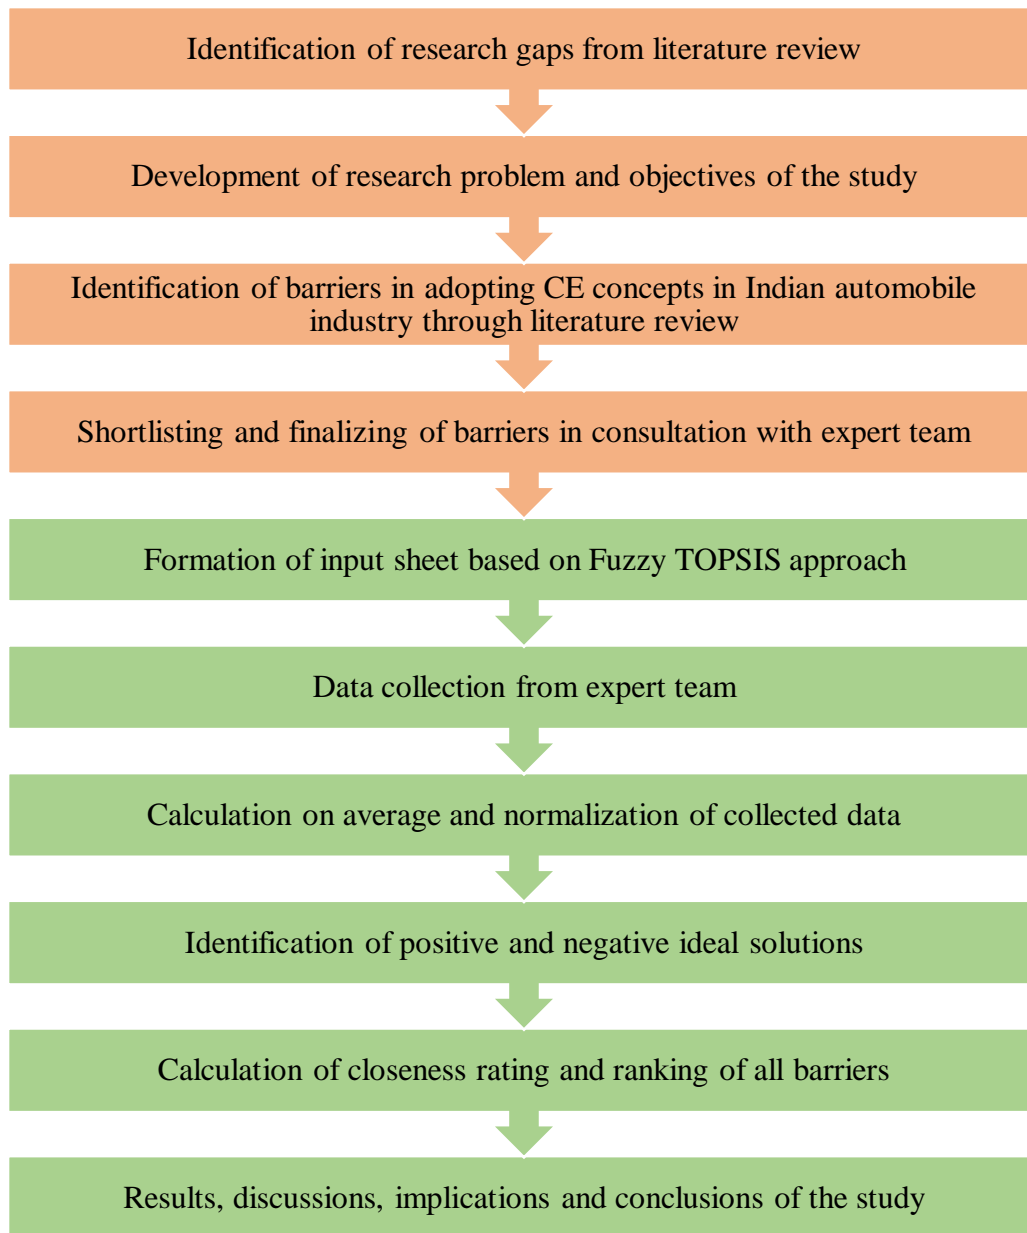 Identification of research gaps from literature review
Development of research problem and objectives of the study
Identification of barriers in adopting CE concepts in Indian automobile
industry through literature review
Shortlisting and finalizing of barriers in consultation with expert team
Formation of input sheet based on Fuzzy TOPSIS approach
Data collection from expert team
Calculation on average and normalization of collected data
Identification of positive and negative ideal solutions
Calculation of closeness rating and ranking of all barriers
Results, discussions, implications and conclusions of the study